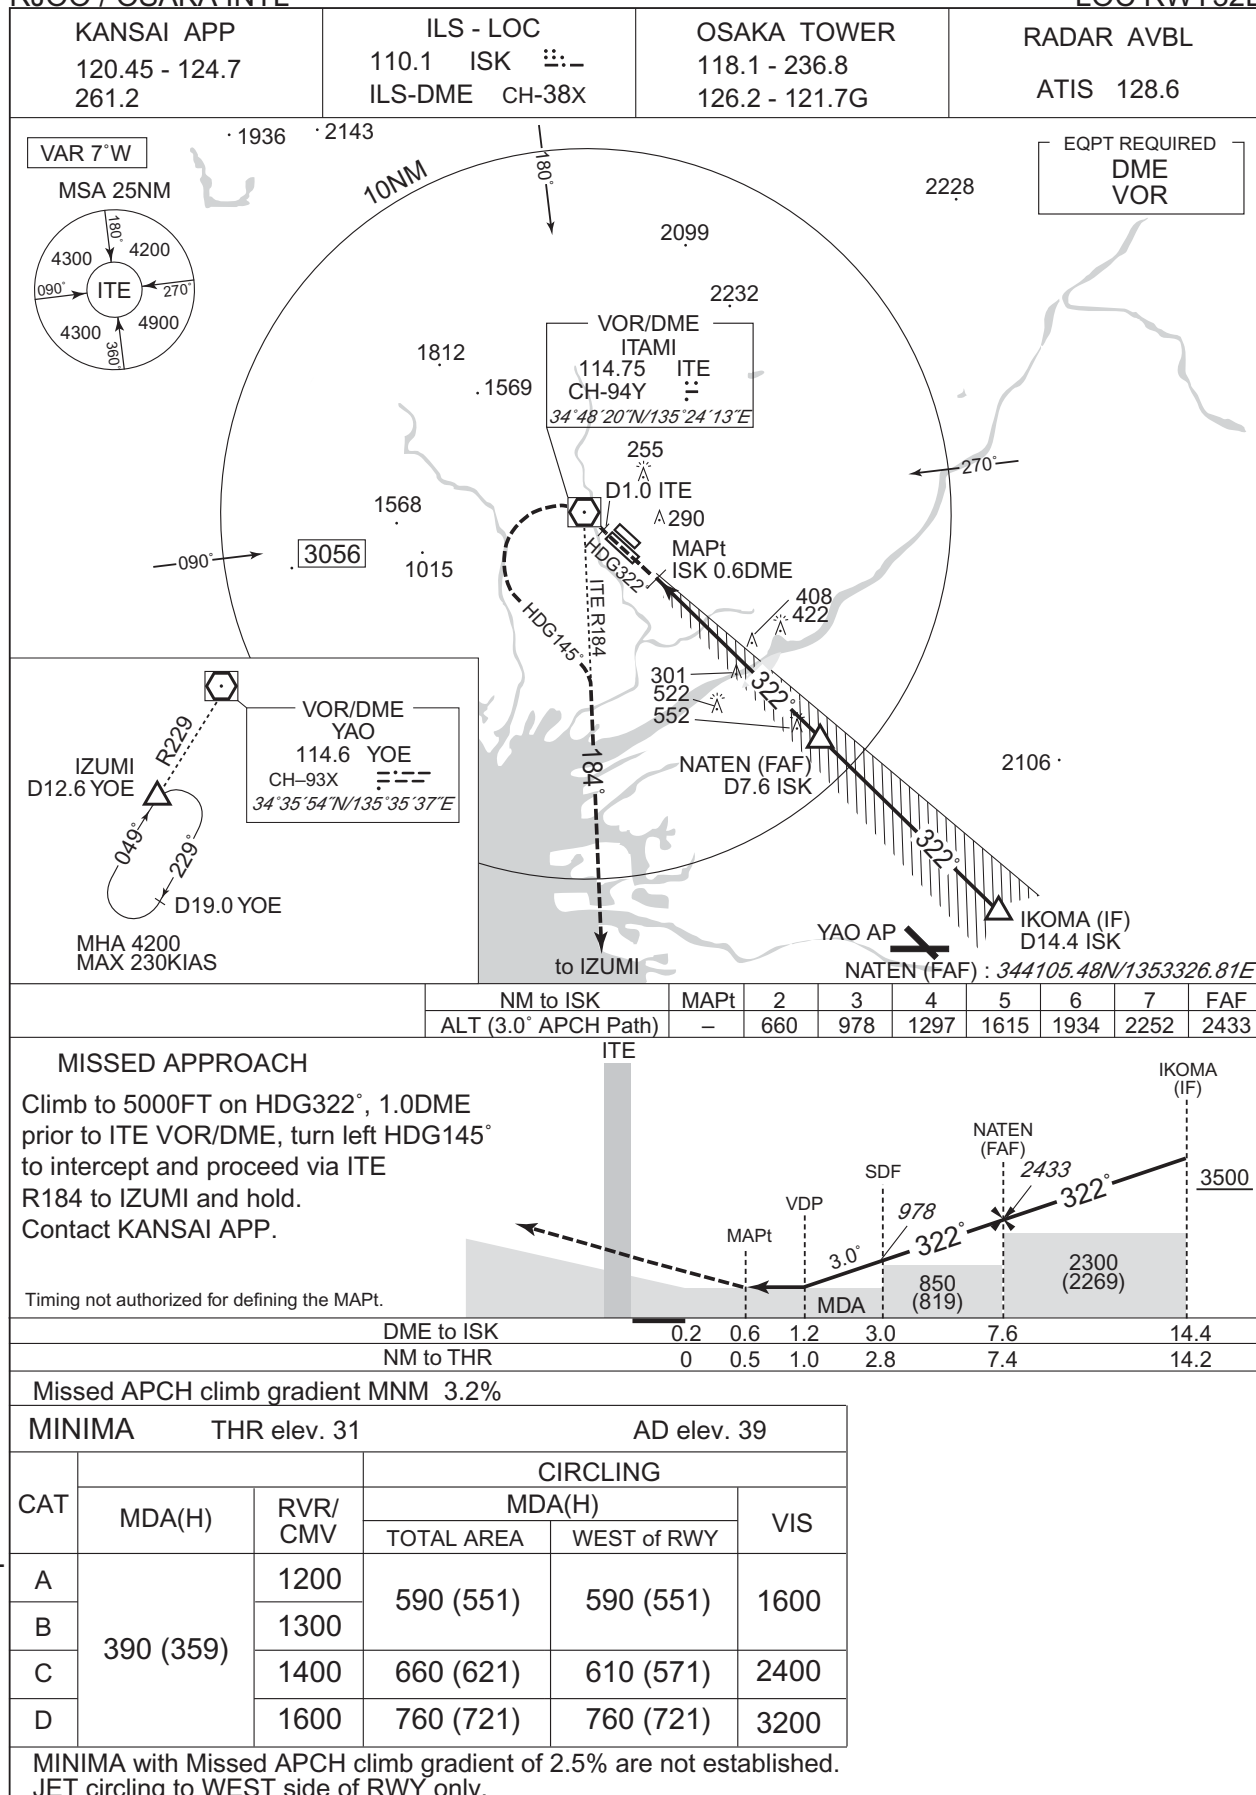 RJOO / OSAKA INTL
LOC RWY32L
KANSAI APP
120.45 - 124.7
261.2
ILS - LOC
110.1 ISK
ILS-DME CH-38X
OSAKA TOWER
118.1 - 236.8
126.2 - 121.7G
RADAR AVBL
ATIS 128.6
VAR 7°W
MSA 25NM
180°
4300 4200
090° ITE 270°
4300 4900
360°
1936 2143
10NM
180°
EQPT REQUIRED
DME
VOR
2228
2099
2232
VOR/DME
ITAMI
114.75 ITE
CH-94Y
34°48′20″N/135°24′13″E
1812
1569
255
D1.0 ITE
290
270°
1568
3056
1015
090°
MAPt
ISK 0.6DME
HDG322°
HDG145°
ITE R184
408
422
301
522
552
322°
NATEN (FAF)
D7.6 ISK
2106
184°
322°
VOR/DME
YAO
114.6 YOE
CH–93X
34°35′54″N/135°35′37″E
R229
IZUMI
D12.6 YOE
049°
229°
D19.0 YOE
MHA 4200
MAX 230KIAS
to IZUMI
YAO AP
IKOMA (IF)
D14.4 ISK
NATEN (FAF) : 344105.48N/1353326.81E
NM to ISK MAPt 2 3 4 5 6 7 FAF
ALT (3.0° APCH Path) – 660 978 1297 1615 1934 2252 2433
MISSED APPROACH
Climb to 5000FT on HDG322°, 1.0DME
prior to ITE VOR/DME, turn left HDG145°
to intercept and proceed via ITE
R184 to IZUMI and hold.
Contact KANSAI APP.
Timing not authorized for defining the MAPt.
ITE
IKOMA
(IF)
NATEN
(FAF)
2433
SDF
978
VDP
MAPt
3.0°
322°
322°
3500
MDA
850
(819)
2300
(2269)
DME to ISK 0.2 0.6 1.2 3.0 7.6 14.4
NM to THR 0 0.5 1.0 2.8 7.4 14.2
Missed APCH climb gradient MNM 3.2%
MINIMA THR elev. 31 AD elev. 39
CAT MDA(H) RVR/
CMV
CIRCLING
MDA(H) VIS
TOTAL AREA WEST of RWY
A 390 (359) 1200 590 (551) 590 (551) 1600
B 1300
C 1400 660 (621) 610 (571) 2400
D 1600 760 (721) 760 (721) 3200
MINIMA with Missed APCH climb gradient of 2.5% are not established.
JET circling to WEST side of RWY only.